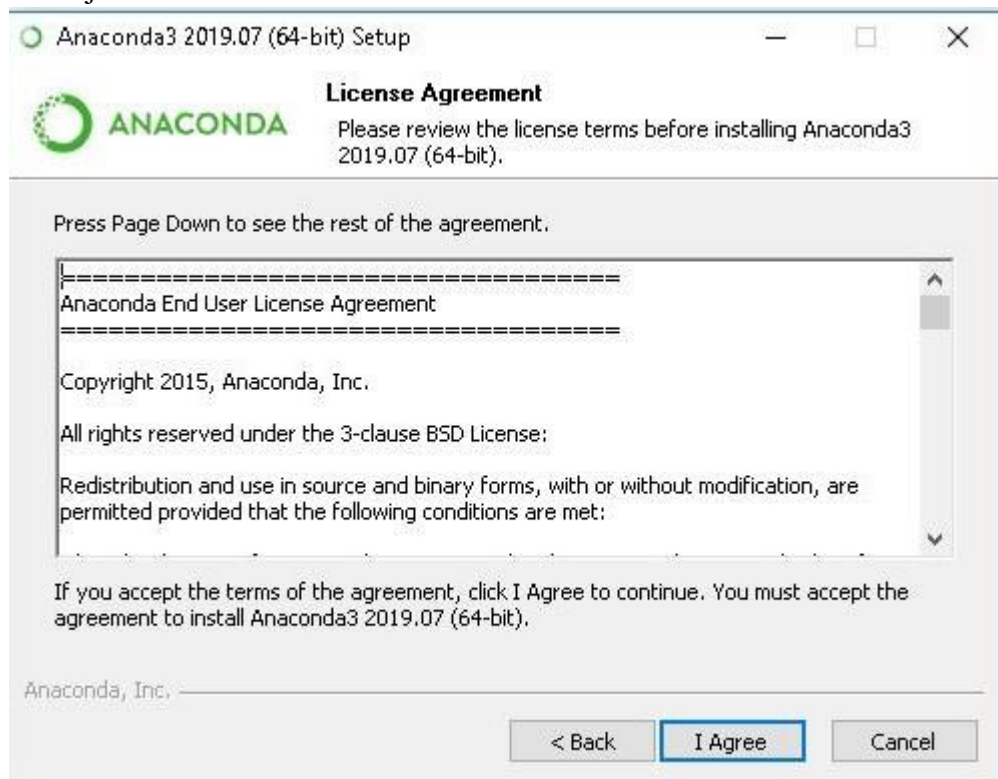 Anaconda3 2019.07 (64-bit) Setup
ANACONDA
License Agreement
Please review the license terms before installing Anaconda3
2019.07 (64-bit).
Press Page Down to see the rest of the agreement.
===================================
Anaconda End User License Agreement
===================================
Copyright 2015, Anaconda, Inc.
All rights reserved under the 3-clause BSD License:
Redistribution and use in source and binary forms, with or without modification, are
permitted provided that the following conditions are met:
If you accept the terms of the agreement, click I Agree to continue. You must accept the
agreement to install Anaconda3 2019.07 (64-bit).
Anaconda, Inc.
< Back
I Agree
Cancel